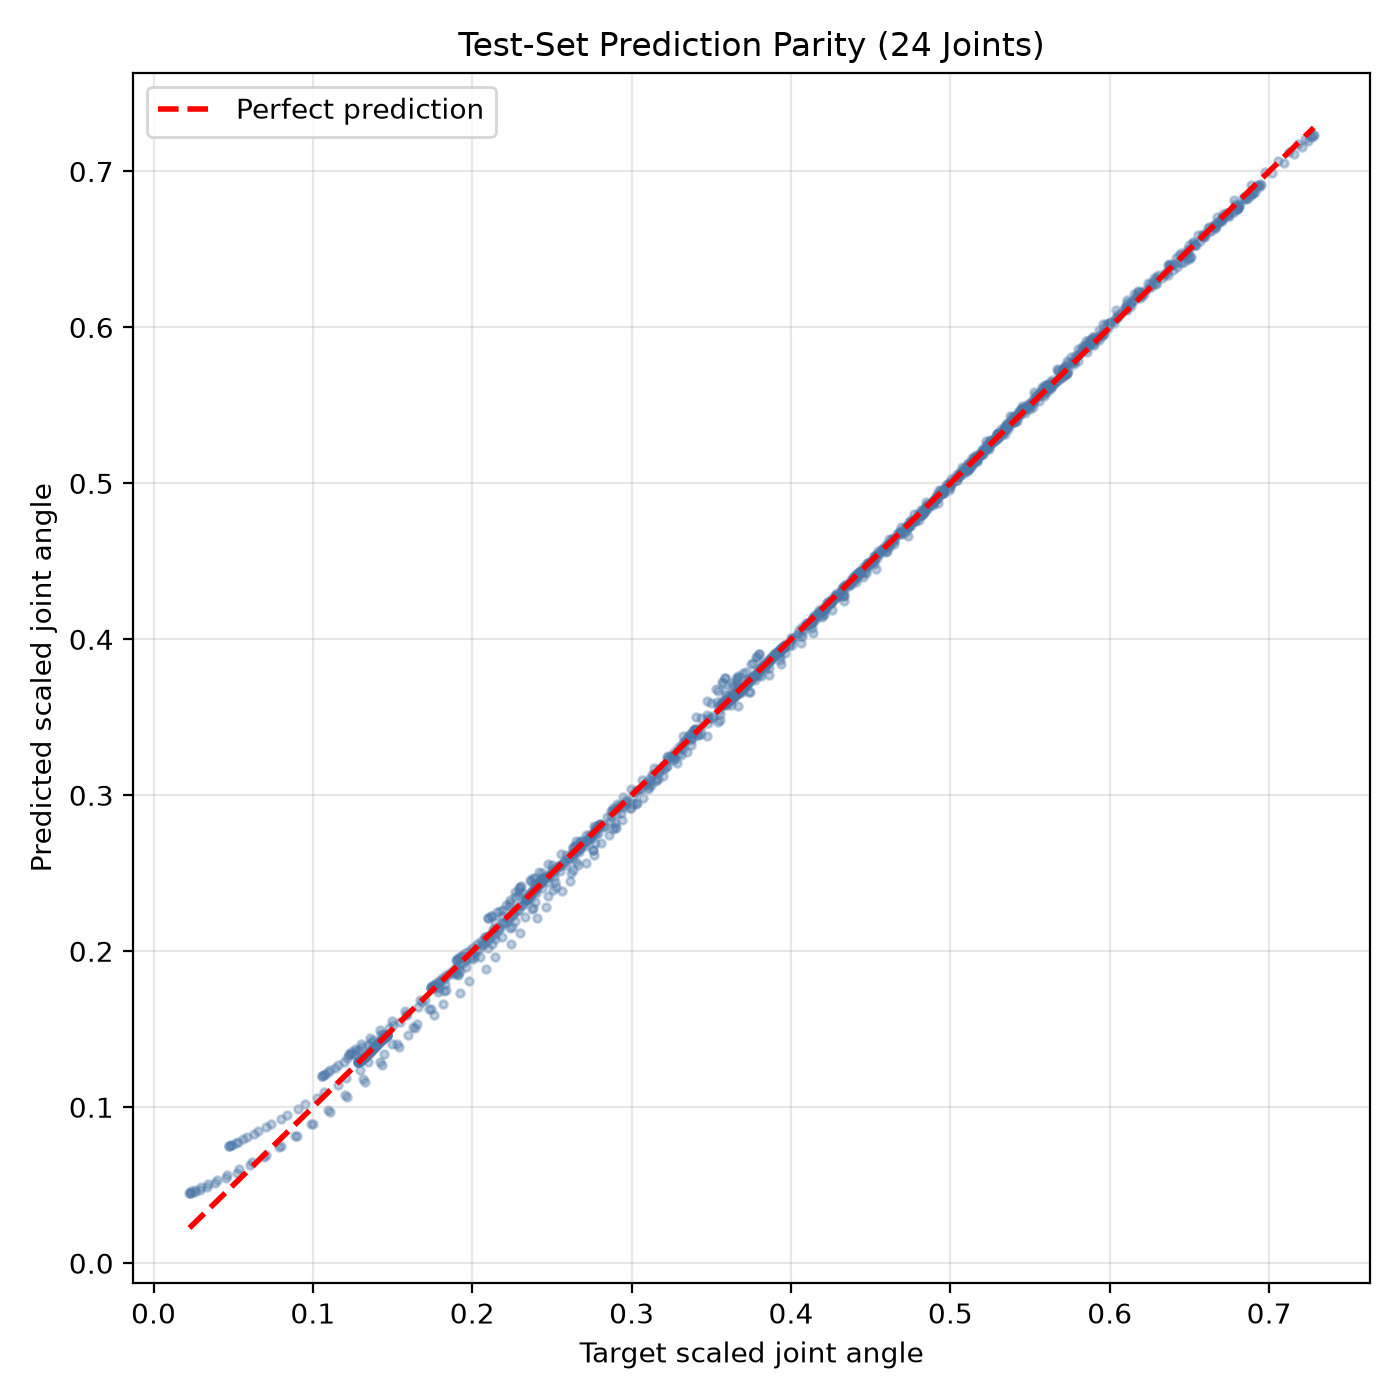 Test-Set Prediction Parity (24 Joints)
Perfect prediction
0.7
0.6
0.5
0.4
0.3
0.2
0.1
0.0
Predicted scaled joint angle
0.0 0.1 0.2 0.3 0.4 0.5 0.6 0.7
Target scaled joint angle